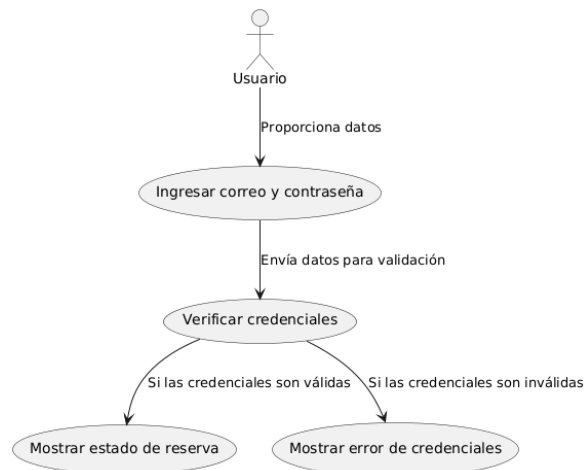 Usuario
Proporciona datos
Ingresar correo y contraseña
Envía datos para validación
Verificar credenciales
Si las credenciales son válidas
Si las credenciales son inválidas
Mostrar estado de reserva
Mostrar error de credenciales